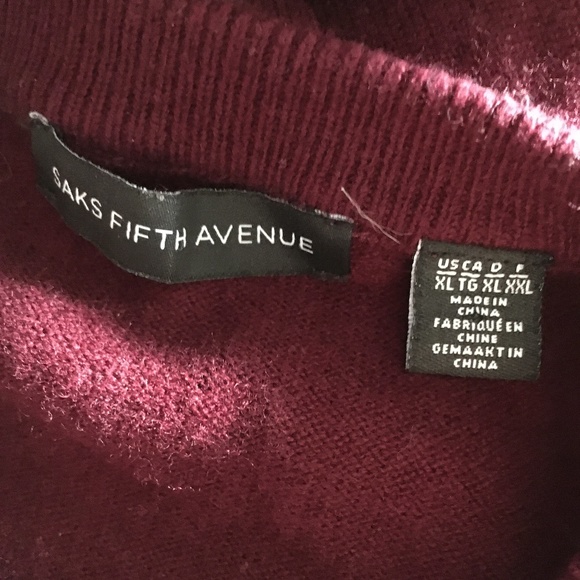 SAKS FIFTH AVENUE
US CA D F
XL TG XL XXL
MADE IN
CHINA
FABRIQUÉ EN
CHINE
GEMAAKT IN
CHINA